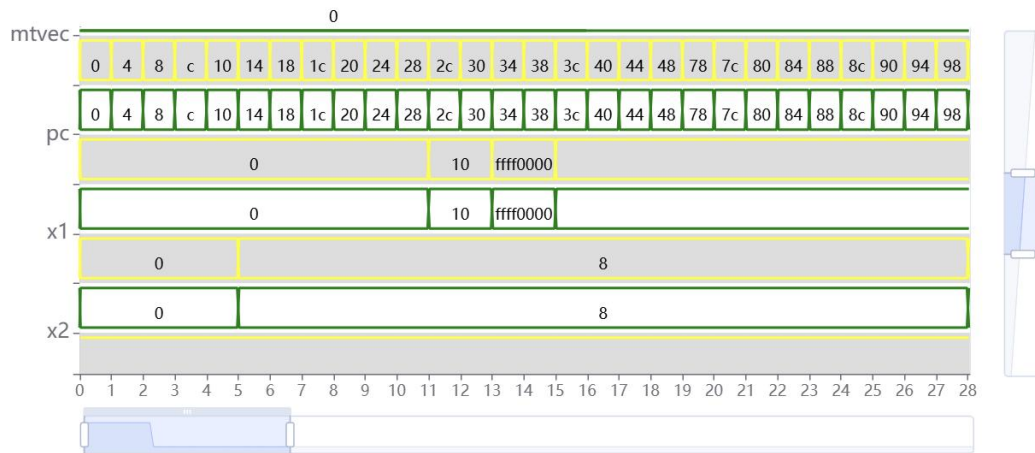 0
mtvec
0 4 8 c 10 14 18 1c 20 24 28 2c 30 34 38 3c 40 44 48 78 7c 80 84 88 8c 90 94 98
0 4 8 c 10 14 18 1c 20 24 28 2c 30 34 38 3c 40 44 48 78 7c 80 84 88 8c 90 94 98
pc
0 10 ffff0000
0 10 ffff0000
x1
0 8
0 8
x2
0 1 2 3 4 5 6 7 8 9 10 11 12 13 14 15 16 17 18 19 20 21 22 23 24 25 26 27 28